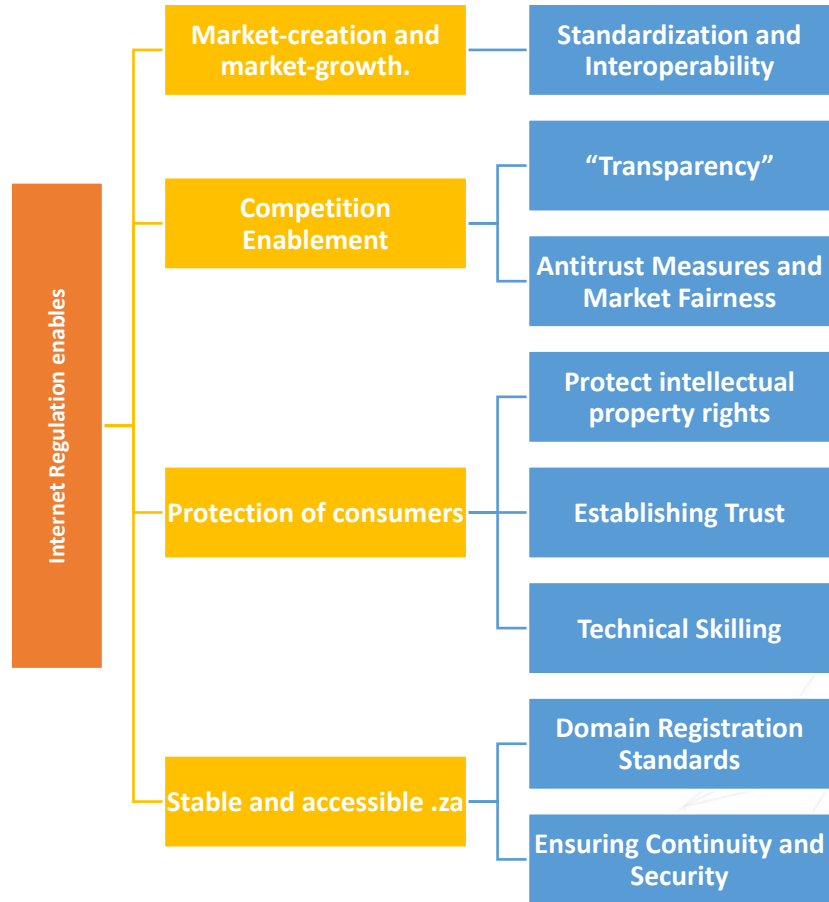 Internet Regulation enables
Market-creation and
market-growth.
Standardization and
Interoperability
Competition
Enablement
“Transparency”
Antitrust Measures and
Market Fairness
Protection of consumers
Protect intellectual
property rights
Establishing Trust
Technical Skilling
Stable and accessible .za
Domain Registration
Standards
Ensuring Continuity and
Security